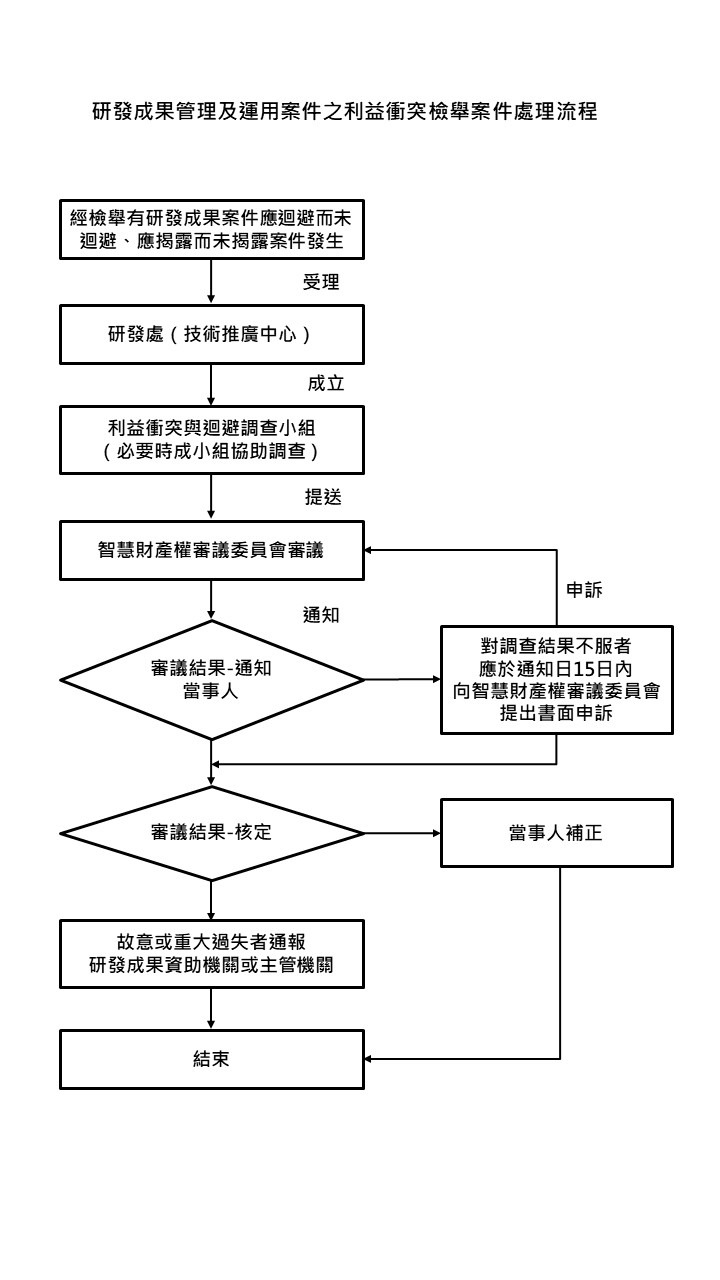 研發成果管理及運用案件之利益衝突檢舉案件處理流程
經檢舉有研發成果案件應迴避而未
迴避、應揭露而未揭露案件發生
受理
研發處（技術推廣中心）
成立
利益衝突與迴避調查小組
（必要時成小組協助調查）
提送
智慧財產權審議委員會審議
申訴
通知
審議結果-通知
當事人
對調查結果不服者
應於通知日15日內
向智慧財產權審議委員會
提出書面申訴
審議結果-核定
當事人補正
故意或重大過失者通報
研發成果資助機關或主管機關
結束